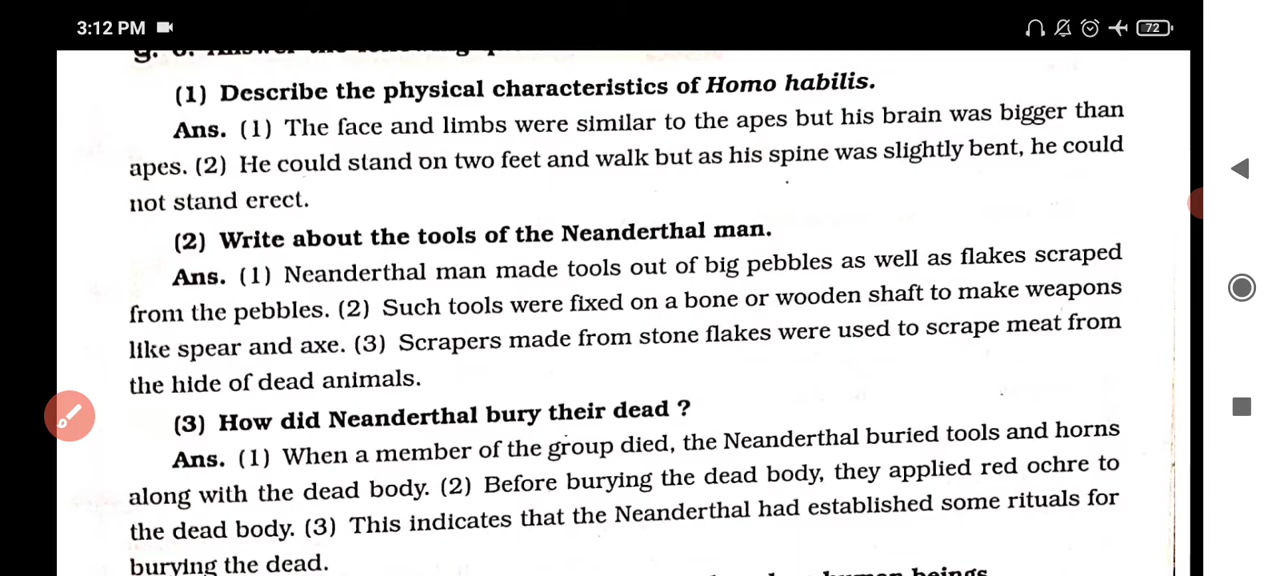 3:12 PM
72
(1) Describe the physical characteristics of Homo habilis.
Ans. (1) The face and limbs were similar to the apes but his brain was bigger than
apes. (2) He could stand on two feet and walk but as his spine was slightly bent, he could
not stand erect.
(2) Write about the tools of the Neanderthal man.
Ans. (1) Neanderthal man made tools out of big pebbles as well as flakes scraped
from the pebbles. (2) Such tools were fixed on a bone or wooden shaft to make weapons
like spear and axe. (3) Scrapers made from stone flakes were used to scrape meat from
the hide of dead animals.
(3) How did Neanderthal bury their dead ?
Ans. (1) When a member of the group died, the Neanderthal buried tools and horns
along with the dead body. (2) Before burying the dead body, they applied red ochre to
the dead body. (3) This indicates that the Neanderthal had established some rituals for
burying the dead.
human beings